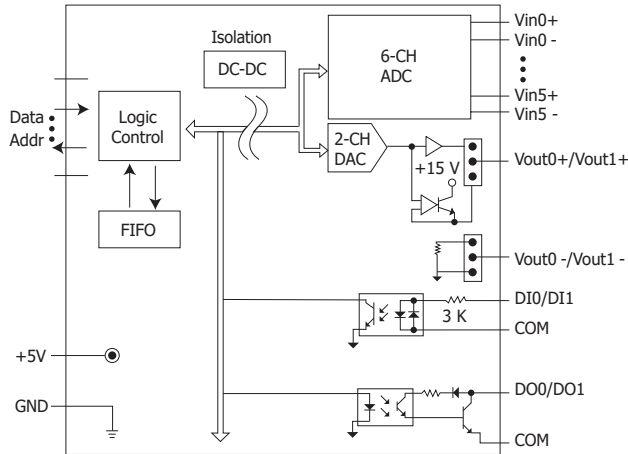 Isolation
DC-DC
6-CH
ADC
Vin0+
Vin0 -
Vin5+
Vin5 -
Data
Addr
Logic
Control
FIFO
2-CH
DAC
+15 V
Vout0+/Vout1+
Vout0 -/Vout1 -
DI0/DI1
3 K
COM
+5V
GND
DO0/DO1
COM